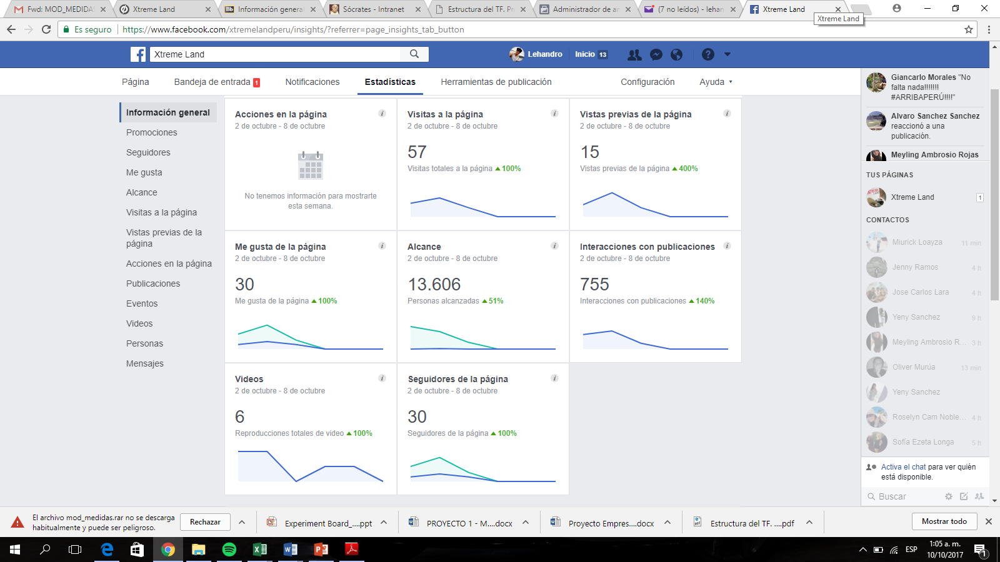 Fwd: MOD_MEDIDA
Xtreme Land
Información general
Sócrates - Intranet
Estructura del TF. Pr
Administrador de an
(7 no leídos) - lehan
Xtreme Land
Xtreme Land
Es seguro
https://www.facebook.com/xtremelandperu/insights/?referrer=page_insights_tab_button
Xtreme Land
Lehandro
Inicio 13
Página
Bandeja de entrada 1
Notificaciones
Estadísticas
Herramientas de publicación
Configuración
Ayuda
Información general
Promociones
Seguidores
Me gusta
Alcance
Visitas a la página
Vistas previas de la
página
Acciones en la página
Publicaciones
Eventos
Videos
Personas
Mensajes
Acciones en la página
2 de octubre - 8 de octubre
No tenemos información para mostrarte
esta semana.
Visitas a la página
2 de octubre - 8 de octubre
57
Visitas totales a la página 100%
Vistas previas de la página
2 de octubre - 8 de octubre
15
Vistas previas de la página 400%
Me gusta de la página
2 de octubre - 8 de octubre
30
Me gusta de la página 100%
Alcance
2 de octubre - 8 de octubre
13.606
Personas alcanzadas 51%
Interacciones con publicaciones
2 de octubre - 8 de octubre
755
Interacciones con publicaciones 140%
Videos
2 de octubre - 8 de octubre
6
Reproducciones totales de video 100%
Seguidores de la página
2 de octubre - 8 de octubre
30
Seguidores de la página 100%
Giancarlo Morales "No
falta nada!!!!!!!
#ARRIBAPERÚ!!!!"
Alvaro Sanchez Sanchez
reaccionó a una
publicación.
Meyling Ambrosio Rojas
TUS PÁGINAS
Xtreme Land 1
CONTACTOS
Miurick Loayza 11 min
Jenny Ramos 4 h
Jose Carlos Lara 4 h
Yeny Sanchez 9 h
Meyling Ambrosio R... 3 h
Oliver Murúa 13 min
Yeny Sanchez
Roselyn Cam Noble... 4 h
Sofía Ezeta Longa 5 h
Activa el chat para ver quién
está disponible.
Buscar
El archivo mod_medidas.rar no se descarga
habitualmente y puede ser peligroso.
Rechazar
Experiment Board_....ppt
PROYECTO 1 - M....docx
Proyecto Empres....docx
Estructura del TF. ....pdf
Mostrar todo
ESP
1:05 a. m.
10/10/2017
1